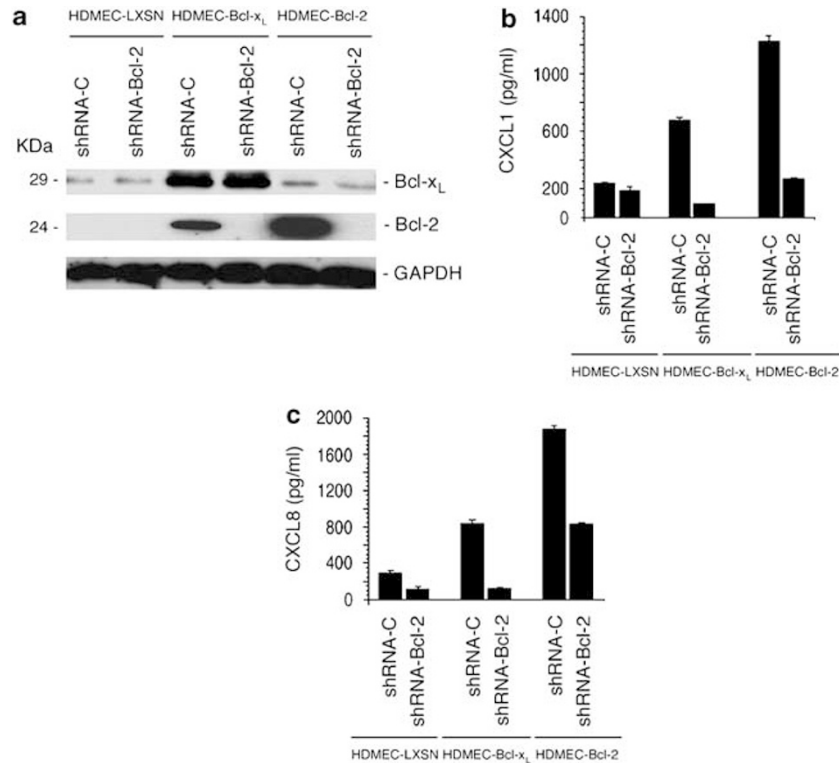 a
HDMEC-LXSN HDMEC-Bcl-xL HDMEC-Bcl-2
shRNA-C shRNA-Bcl-2 shRNA-C shRNA-Bcl-2 shRNA-C shRNA-Bcl-2
KDa
29 - - Bcl-xL
24 - - Bcl-2
- GAPDH
b
CXCL1 (pg/ml)
1400
1000
600
200
0
shRNA-C shRNA-Bcl-2 shRNA-C shRNA-Bcl-2 shRNA-C shRNA-Bcl-2
HDMEC-LXSN HDMEC-Bcl-xL HDMEC-Bcl-2
c
CXCL8 (pg/ml)
2000
1600
1200
800
400
0
shRNA-C shRNA-Bcl-2 shRNA-C shRNA-Bcl-2 shRNA-C shRNA-Bcl-2
HDMEC-LXSN HDMEC-Bcl-xL HDMEC-Bcl-2